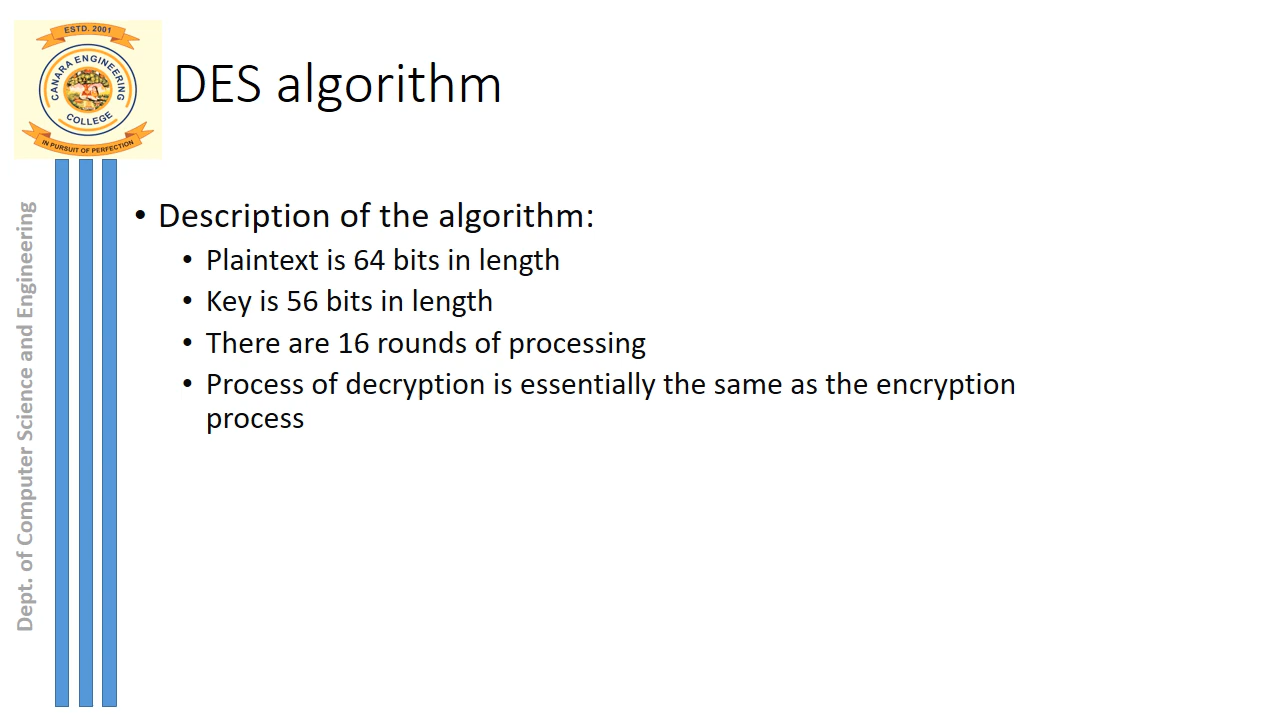 ESTD. 2001
CANARA ENGINEERING
COLLEGE
IN PURSUIT OF PERFECTION
DES algorithm
Dept. of Computer Science and Engineering
• Description of the algorithm:
• Plaintext is 64 bits in length
• Key is 56 bits in length
• There are 16 rounds of processing
• Process of decryption is essentially the same as the encryption
process